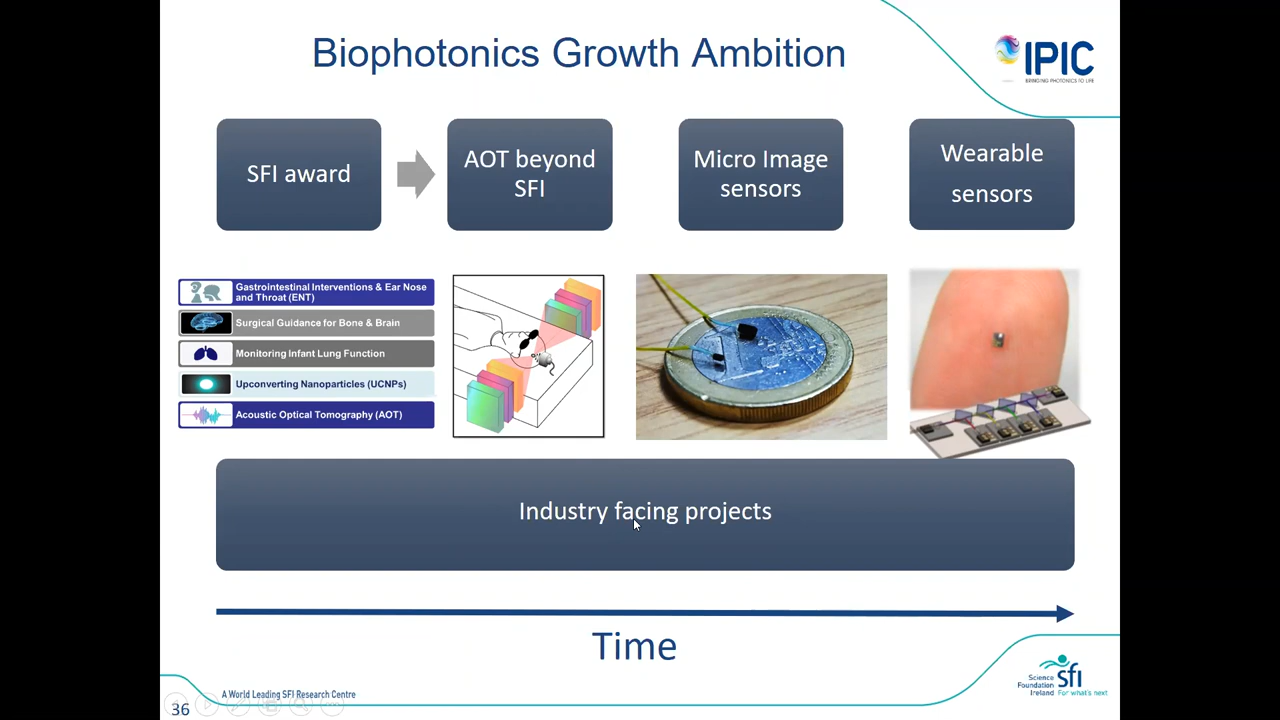 Biophotonics Growth Ambition
IPIC
BRINGING PHOTONICS TO LIFE
SFI award
AOT beyond
SFI
Micro Image
sensors
Wearable
sensors
Gastrointestinal Interventions & Ear Nose
and Throat (ENT)
Surgical Guidance for Bone & Brain
Monitoring Infant Lung Function
Upconverting Nanoparticles (UCNPs)
Acoustic Optical Tomography (AOT)
Industry facing projects
Time
36
A World Leading SFI Research Centre
Science
Foundation
Ireland
sfi
For what's next